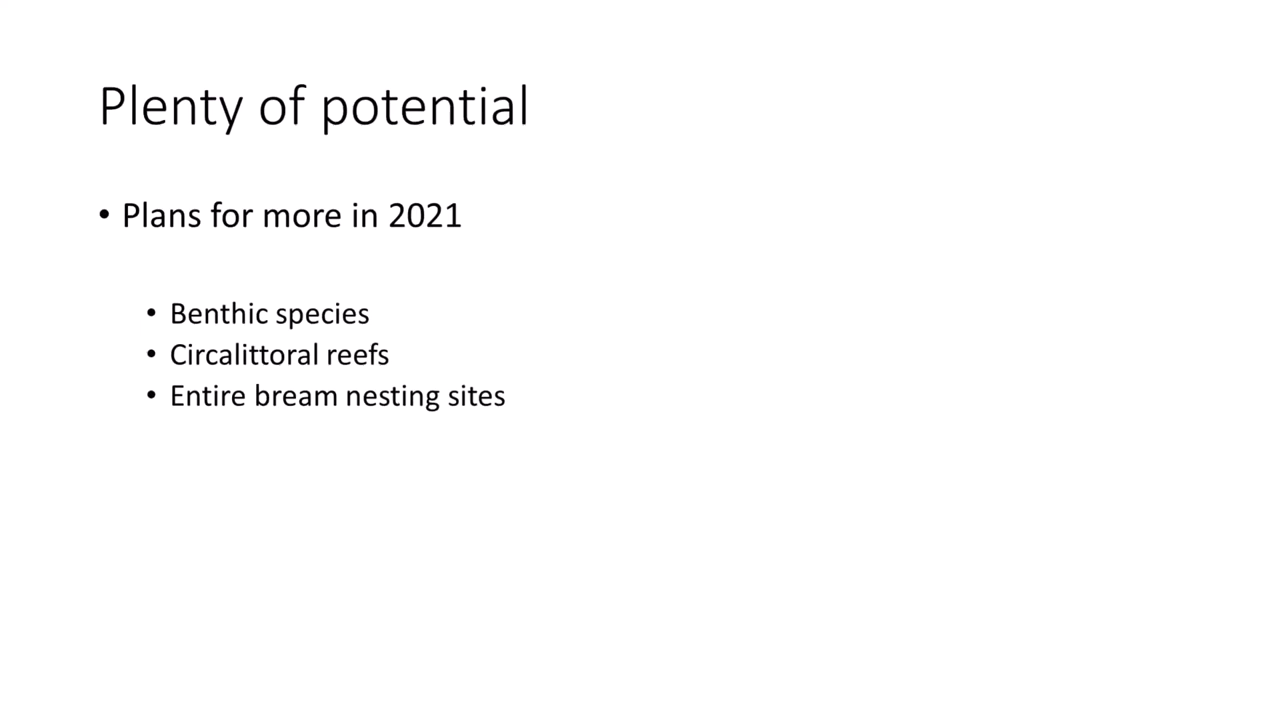 Plenty of potential
• Plans for more in 2021
• Benthic species
• Circalittoral reefs
• Entire bream nesting sites